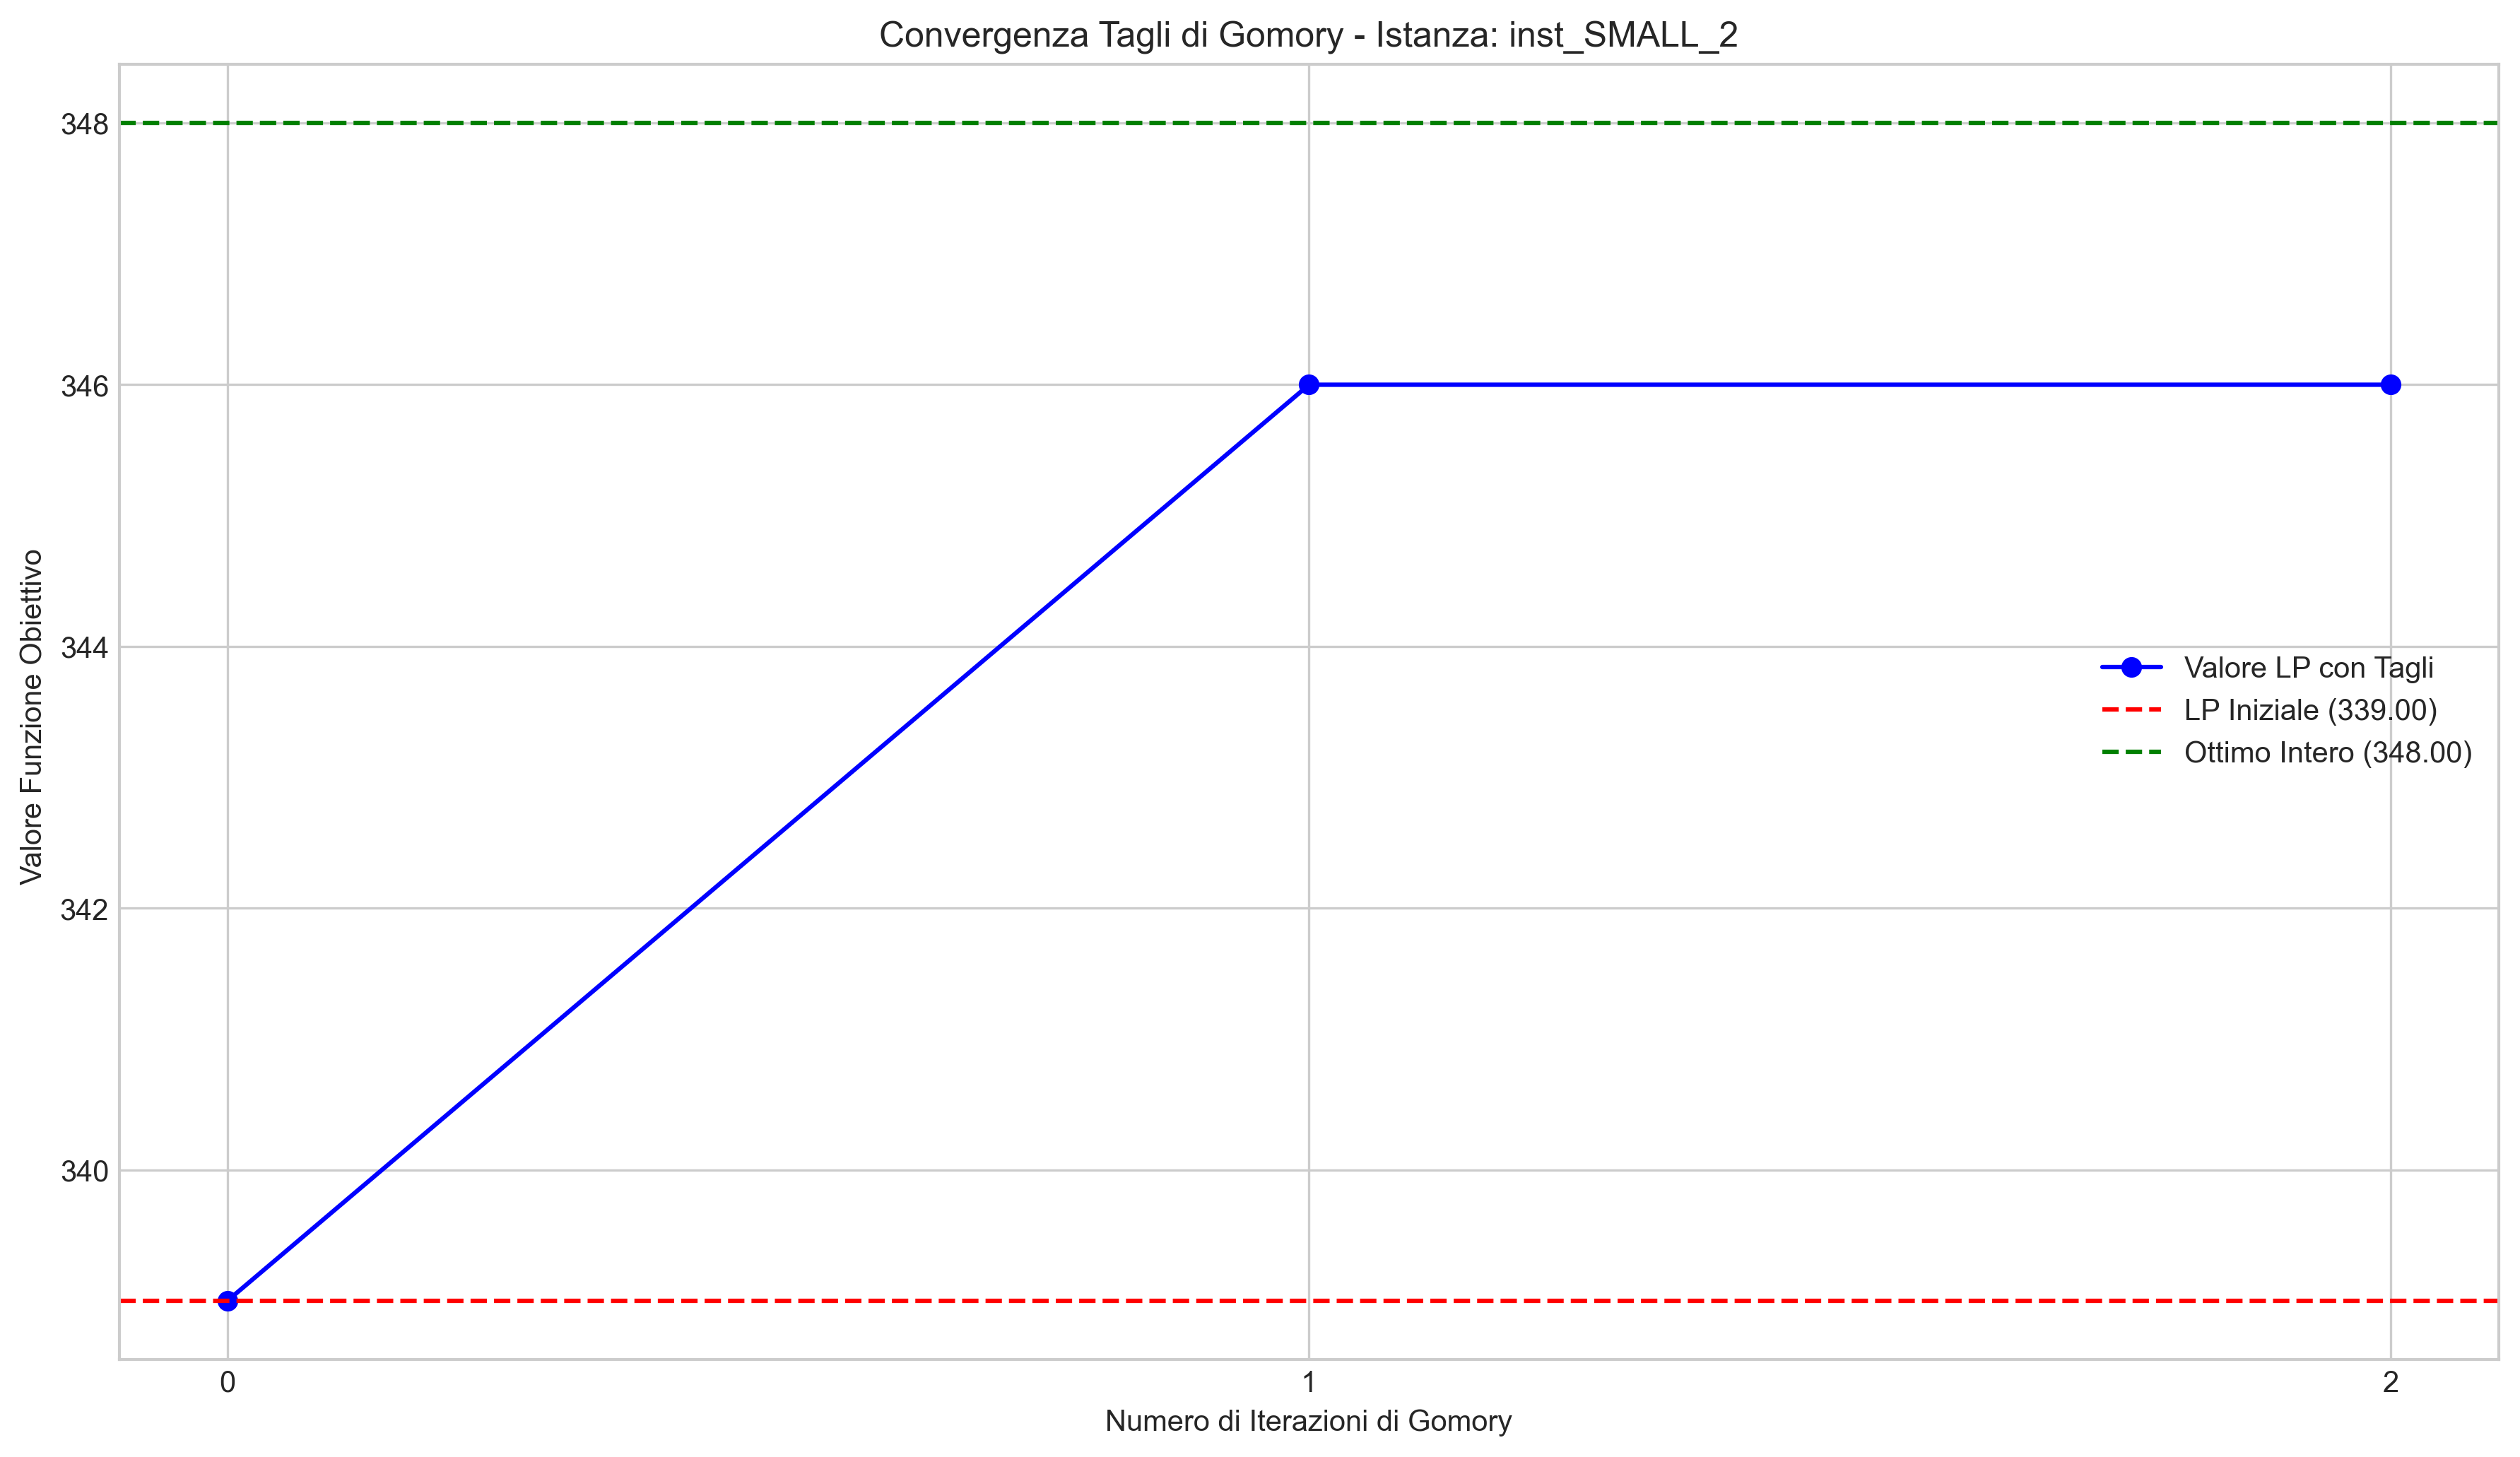 Convergenza Tagli di Gomory - Istanza: inst_SMALL_2
Valore Funzione Obiettivo
348
346
344
342
340
Valore LP con Tagli
LP Iniziale (339.00)
Ottimo Intero (348.00)
0
1
2
Numero di Iterazioni di Gomory